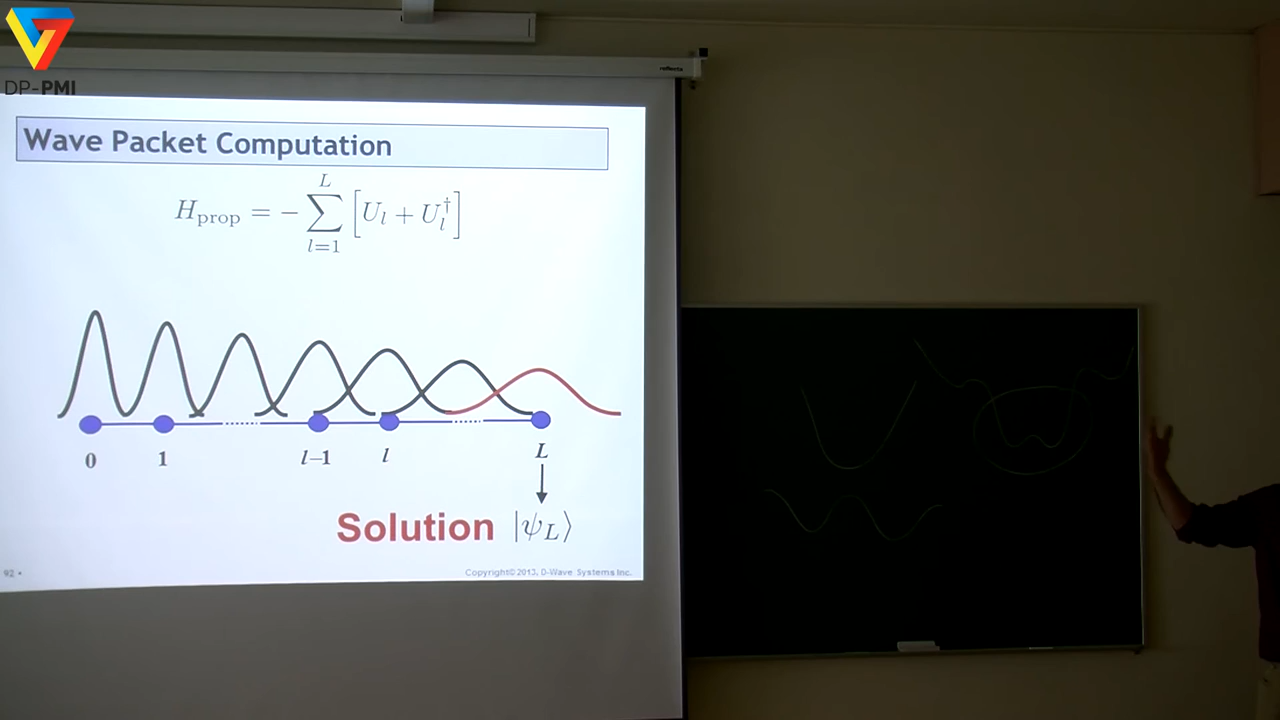 DP-PMI
reflecta
Wave Packet Computation
H_prop = − ∑_{l=1}^{L} [U_l + U_l^†]
0 1 l–1 l L
Solution |ψ_L⟩
92 •
Copyright©2013, D-Wave Systems Inc.